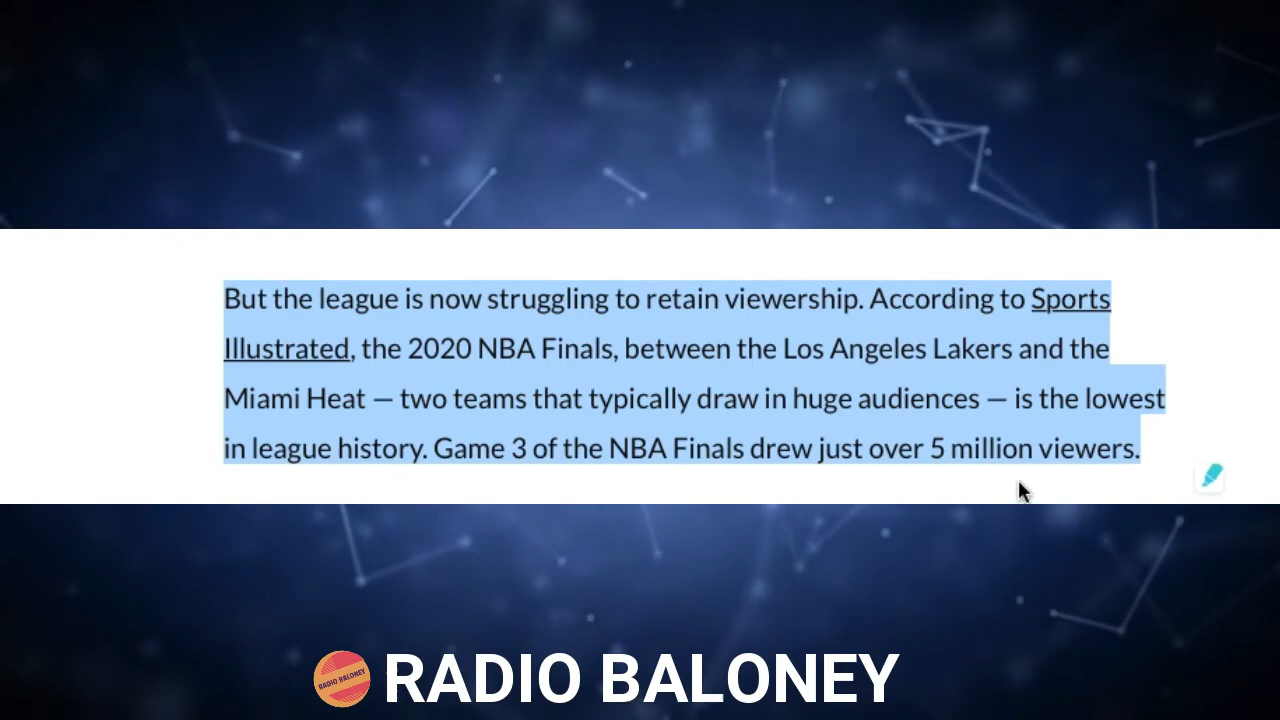 But the league is now struggling to retain viewership. According to Sports
Illustrated, the 2020 NBA Finals, between the Los Angeles Lakers and the
Miami Heat — two teams that typically draw in huge audiences — is the lowest
in league history. Game 3 of the NBA Finals drew just over 5 million viewers.
RADIO BALONEY
RADIO BALONEY